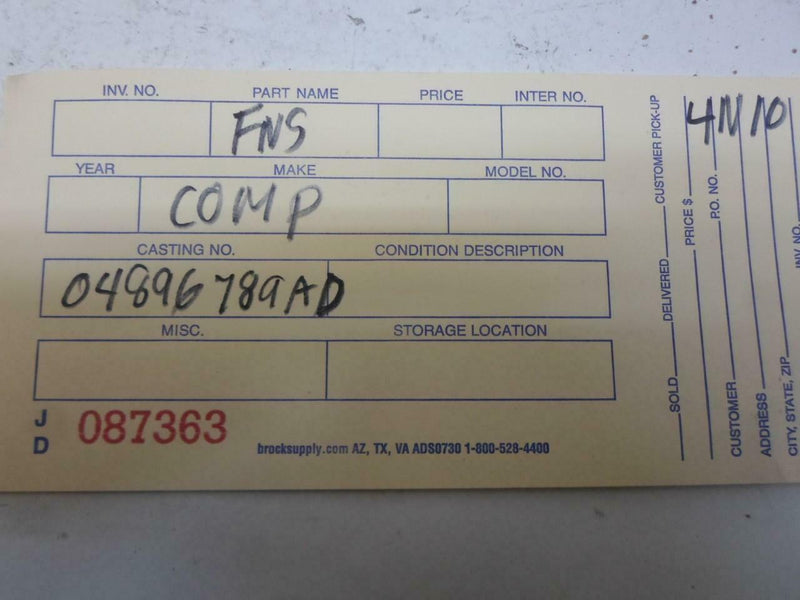 INV. NO. PART NAME PRICE INTER NO.
FNS
YEAR MAKE MODEL NO.
COMP
CASTING NO. CONDITION DESCRIPTION
04896789AD
MISC. STORAGE LOCATION
J D 087363
brocksupply.com AZ, TX, VA ADS0730 1-800-528-4400
SOLD DELIVERED CUSTOMER PICK-UP
PRICE $
P.O. NO.
CUSTOMER
ADDRESS
CITY, STATE, ZIP
INV. NO.